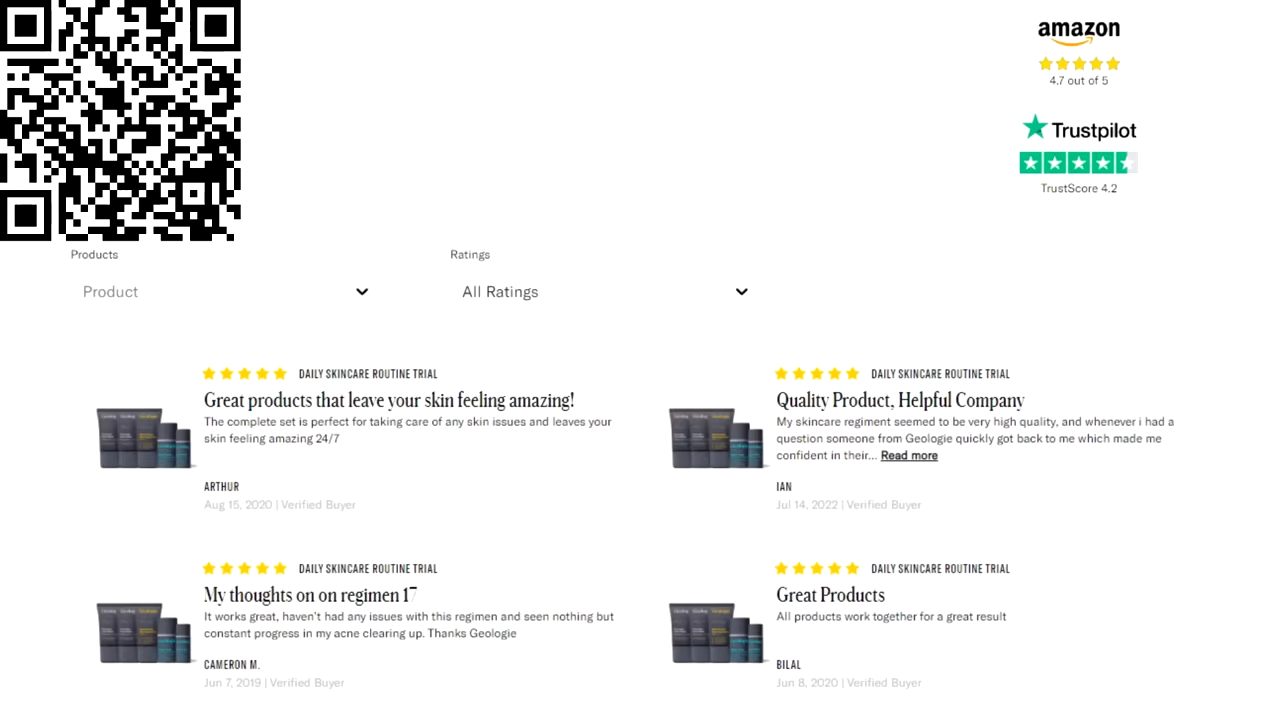 amazon
4.7 out of 5
Trustpilot
TrustScore 4.2
Products
Ratings
Product
All Ratings
DAILY SKINCARE ROUTINE TRIAL
Great products that leave your skin feeling amazing!
The complete set is perfect for taking care of any skin issues and leaves your
skin feeling amazing 24/7
ARTHUR
Aug 15, 2020 | Verified Buyer
DAILY SKINCARE ROUTINE TRIAL
Quality Product, Helpful Company
My skincare regiment seemed to be very high quality, and whenever i had a
question someone from Geologie quickly got back to me which made me
confident in their... Read more
IAN
Jul 14, 2022 | Verified Buyer
DAILY SKINCARE ROUTINE TRIAL
My thoughts on on regimen 17
It works great, haven't had any issues with this regimen and seen nothing but
constant progress in my acne clearing up. Thanks Geologie
CAMERON M.
Jun 7, 2019 | Verified Buyer
DAILY SKINCARE ROUTINE TRIAL
Great Products
All products work together for a great result
BILAL
Jun 8, 2020 | Verified Buyer